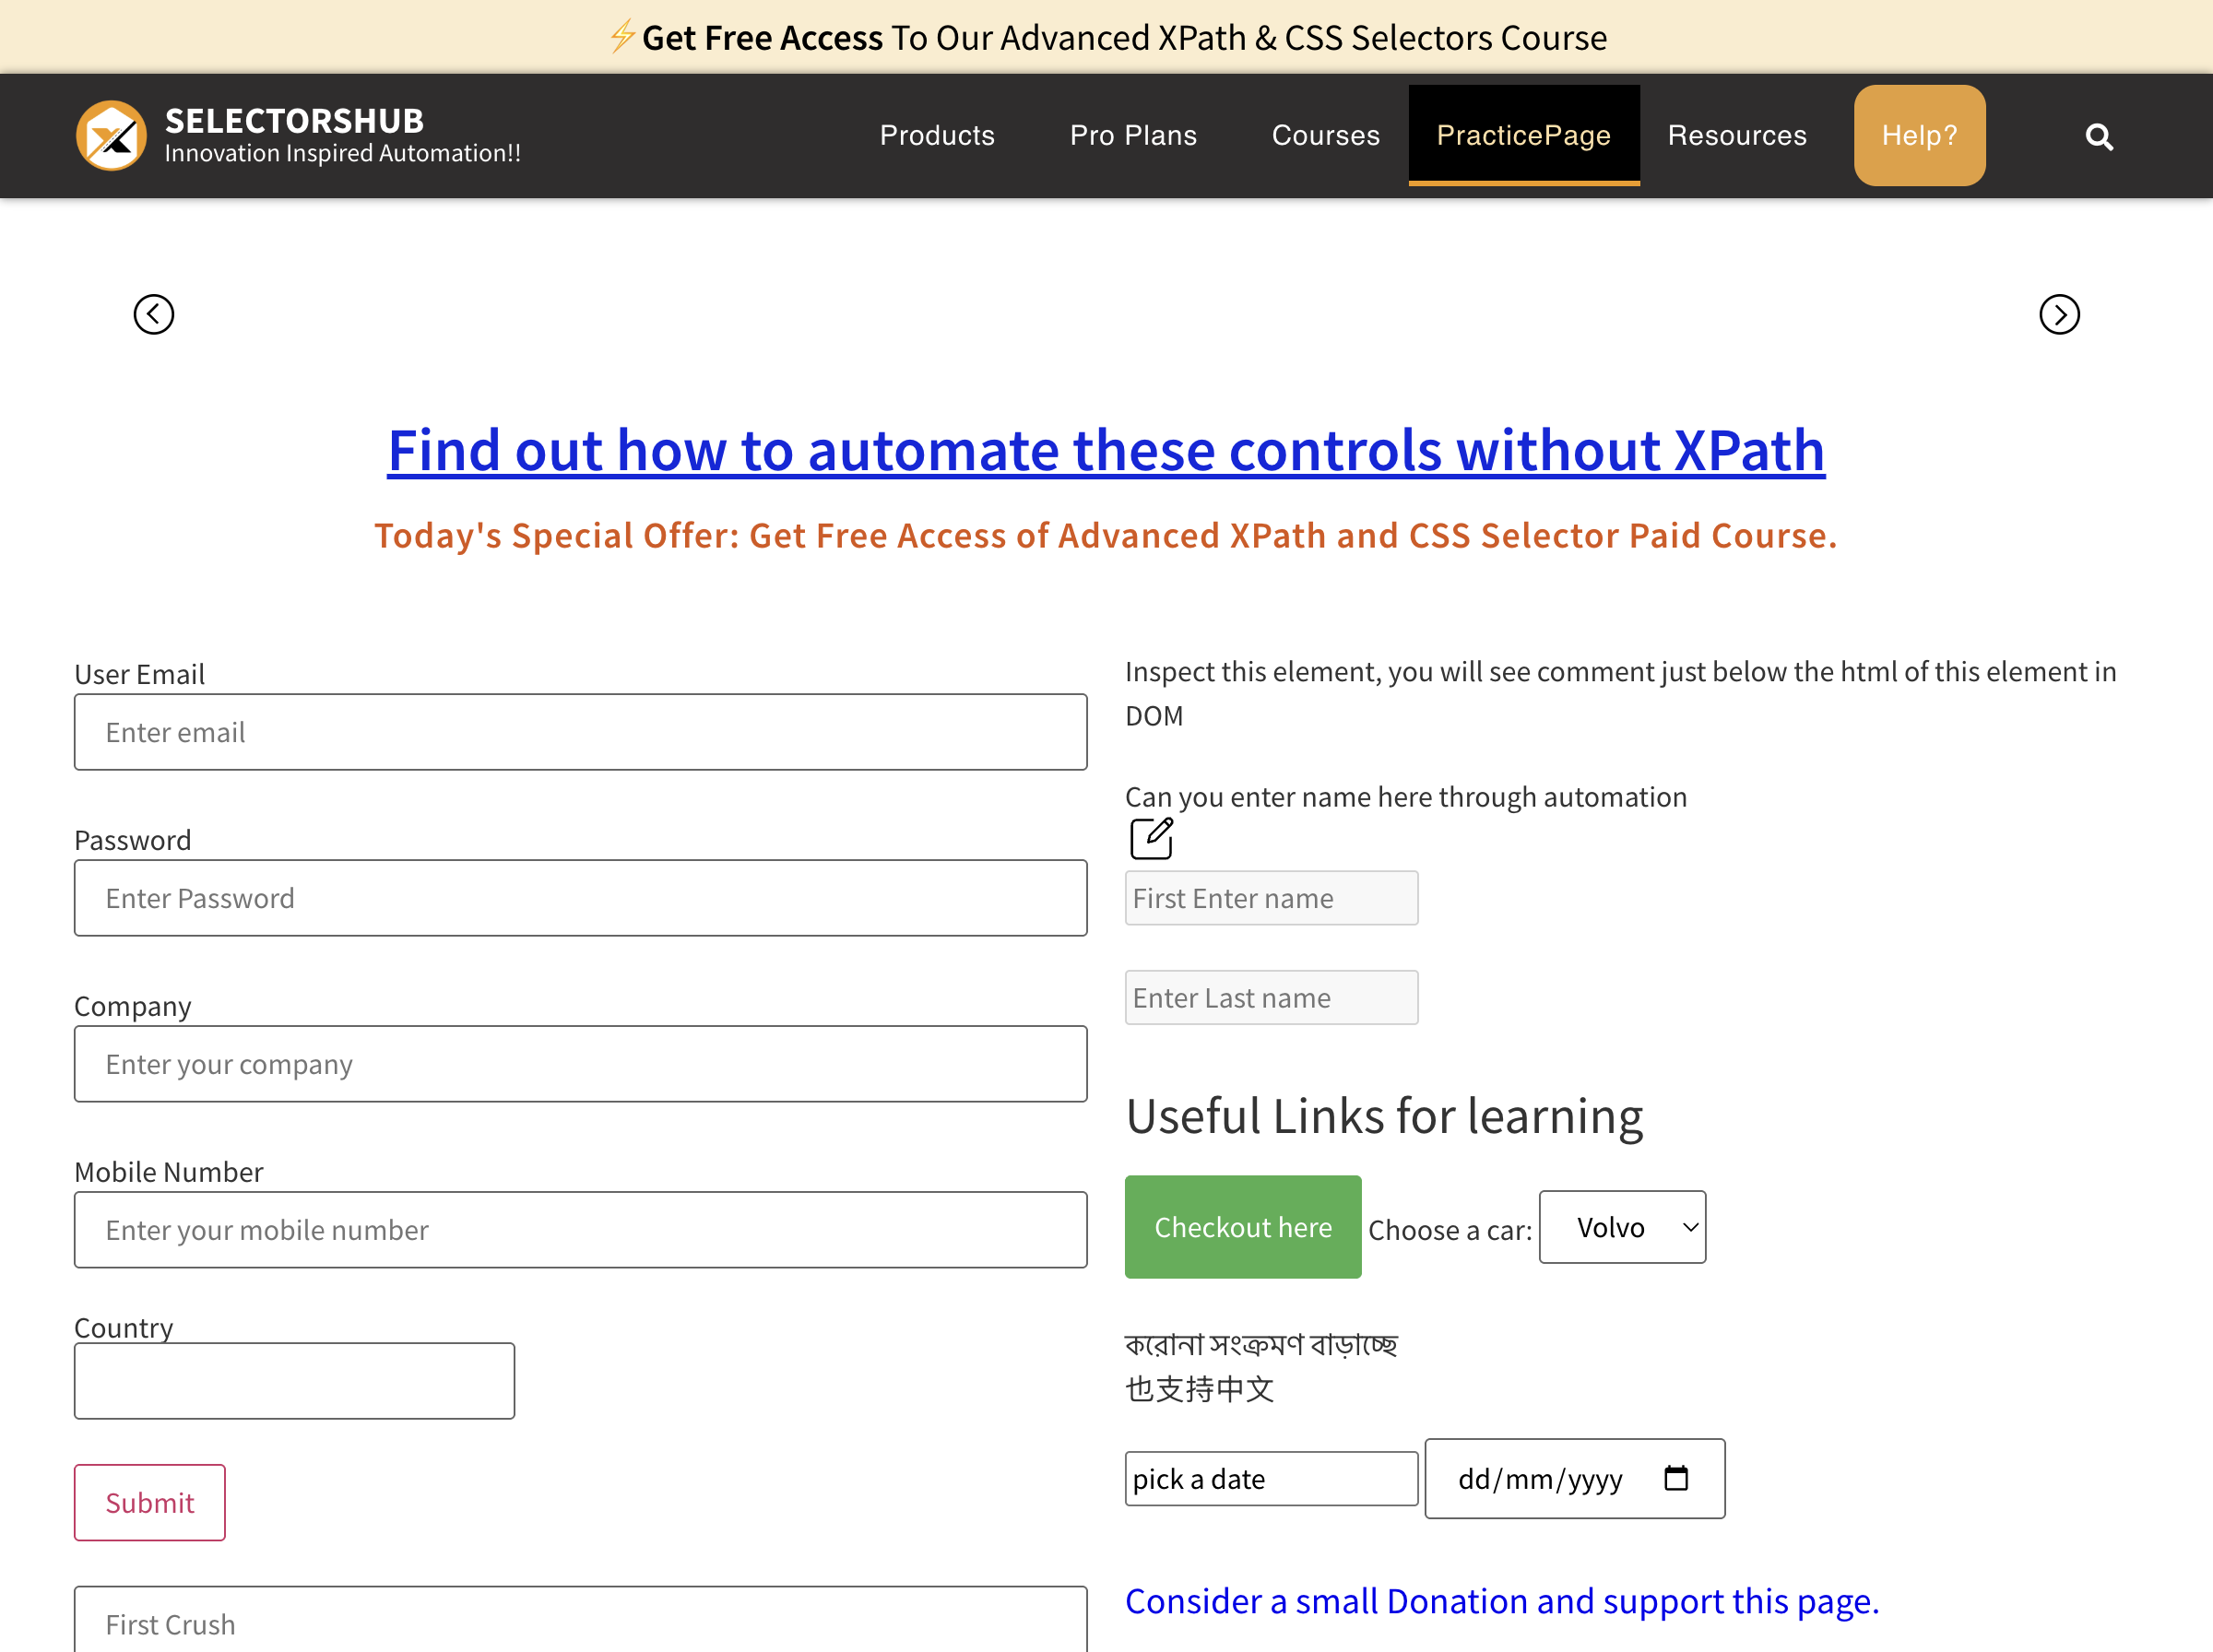 ⚡Get Free Access To Our Advanced XPath & CSS Selectors Course
SELECTORSHUB
Innovation Inspired Automation!!
Products
Pro Plans
Courses
PracticePage
Resources
Help?
Find out how to automate these controls without XPath
Today's Special Offer: Get Free Access of Advanced XPath and CSS Selector Paid Course.
User Email
Enter email
Password
Enter Password
Company
Enter your company
Mobile Number
Enter your mobile number
Country
Submit
First Crush
Inspect this element, you will see comment just below the html of this element in
DOM
Can you enter name here through automation
First Enter name
Enter Last name
Useful Links for learning
Checkout here Choose a car: Volvo
করোনা সংক্রমণ বাড়াচ্ছে
也支持中文
pick a date dd/mm/yyyy
Consider a small Donation and support this page.